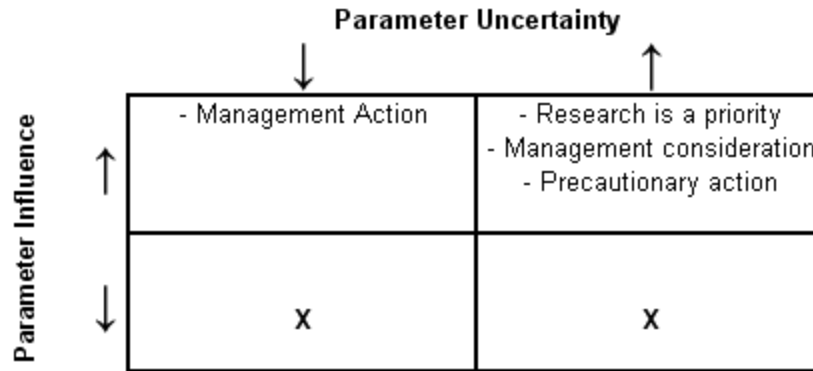 Parameter Uncertainty
Parameter Influence
- Management Action
- Research is a priority
- Management consideration
- Precautionary action
X
X